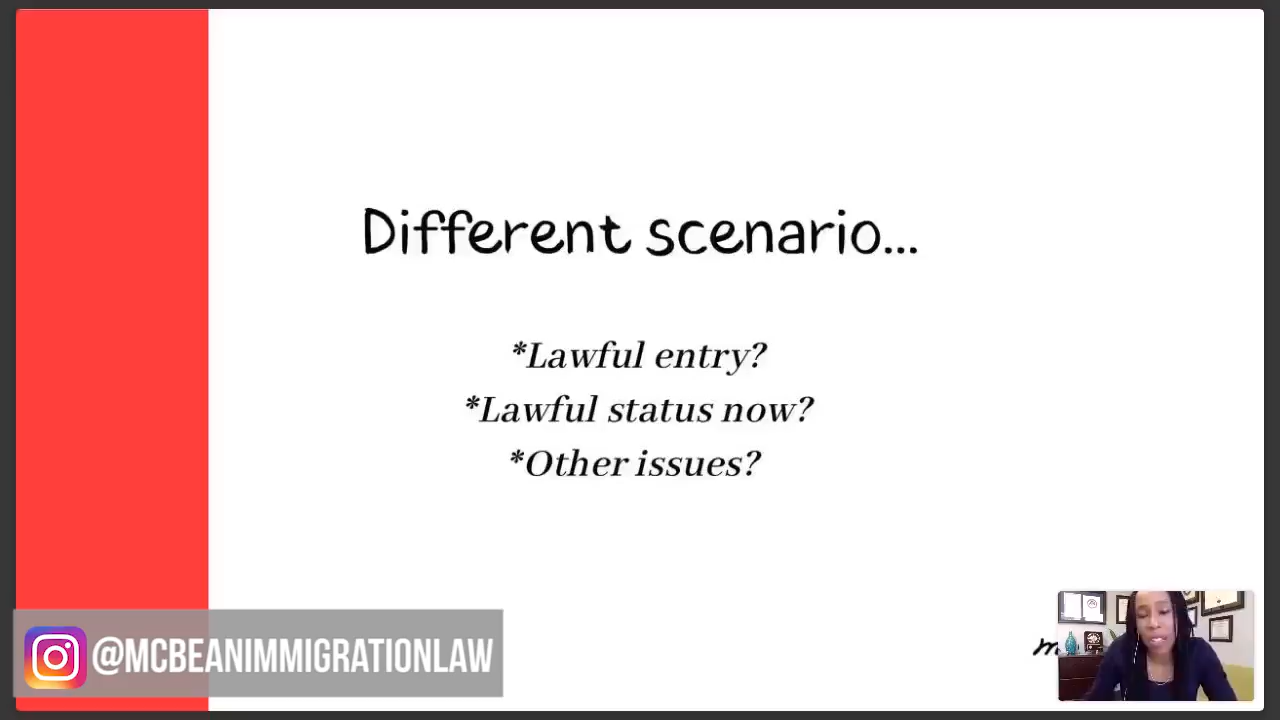 Different scenario...
*Lawful entry?
*Lawful status now?
*Other issues?
@MCBEANIMMIGRATIONLAW